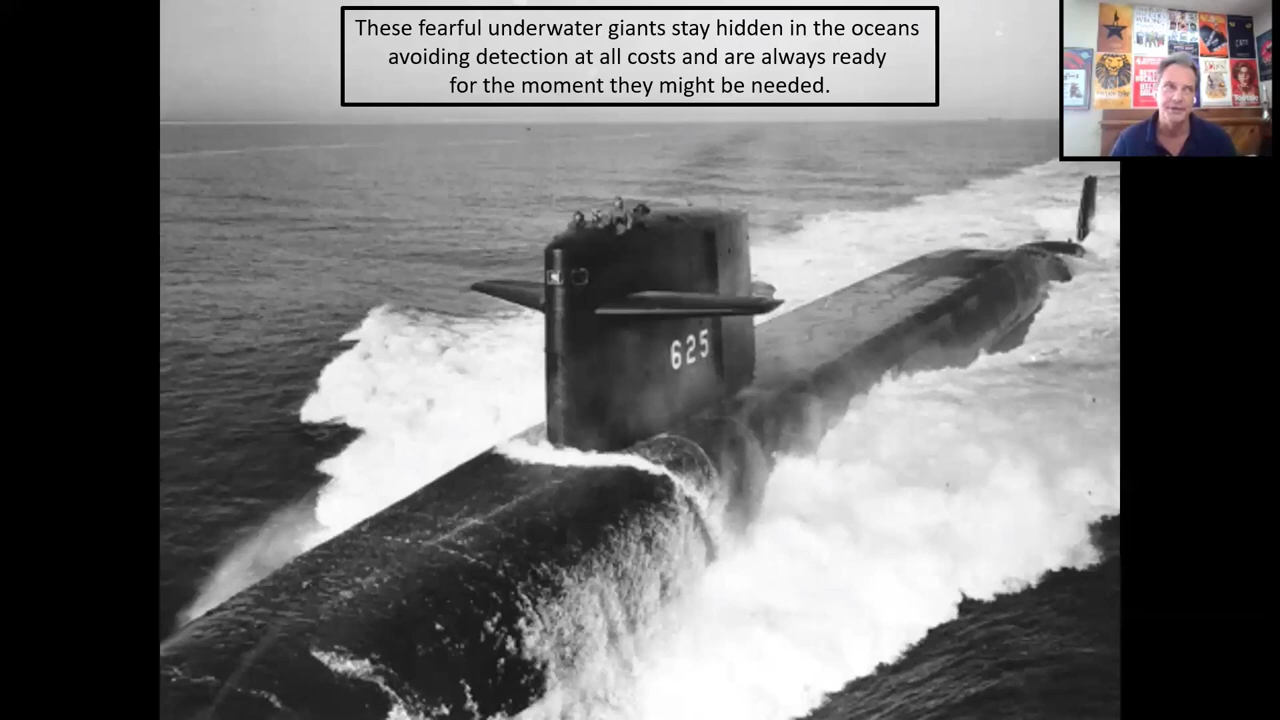 These fearful underwater giants stay hidden in the oceans
avoiding detection at all costs and are always ready
for the moment they might be needed.
625